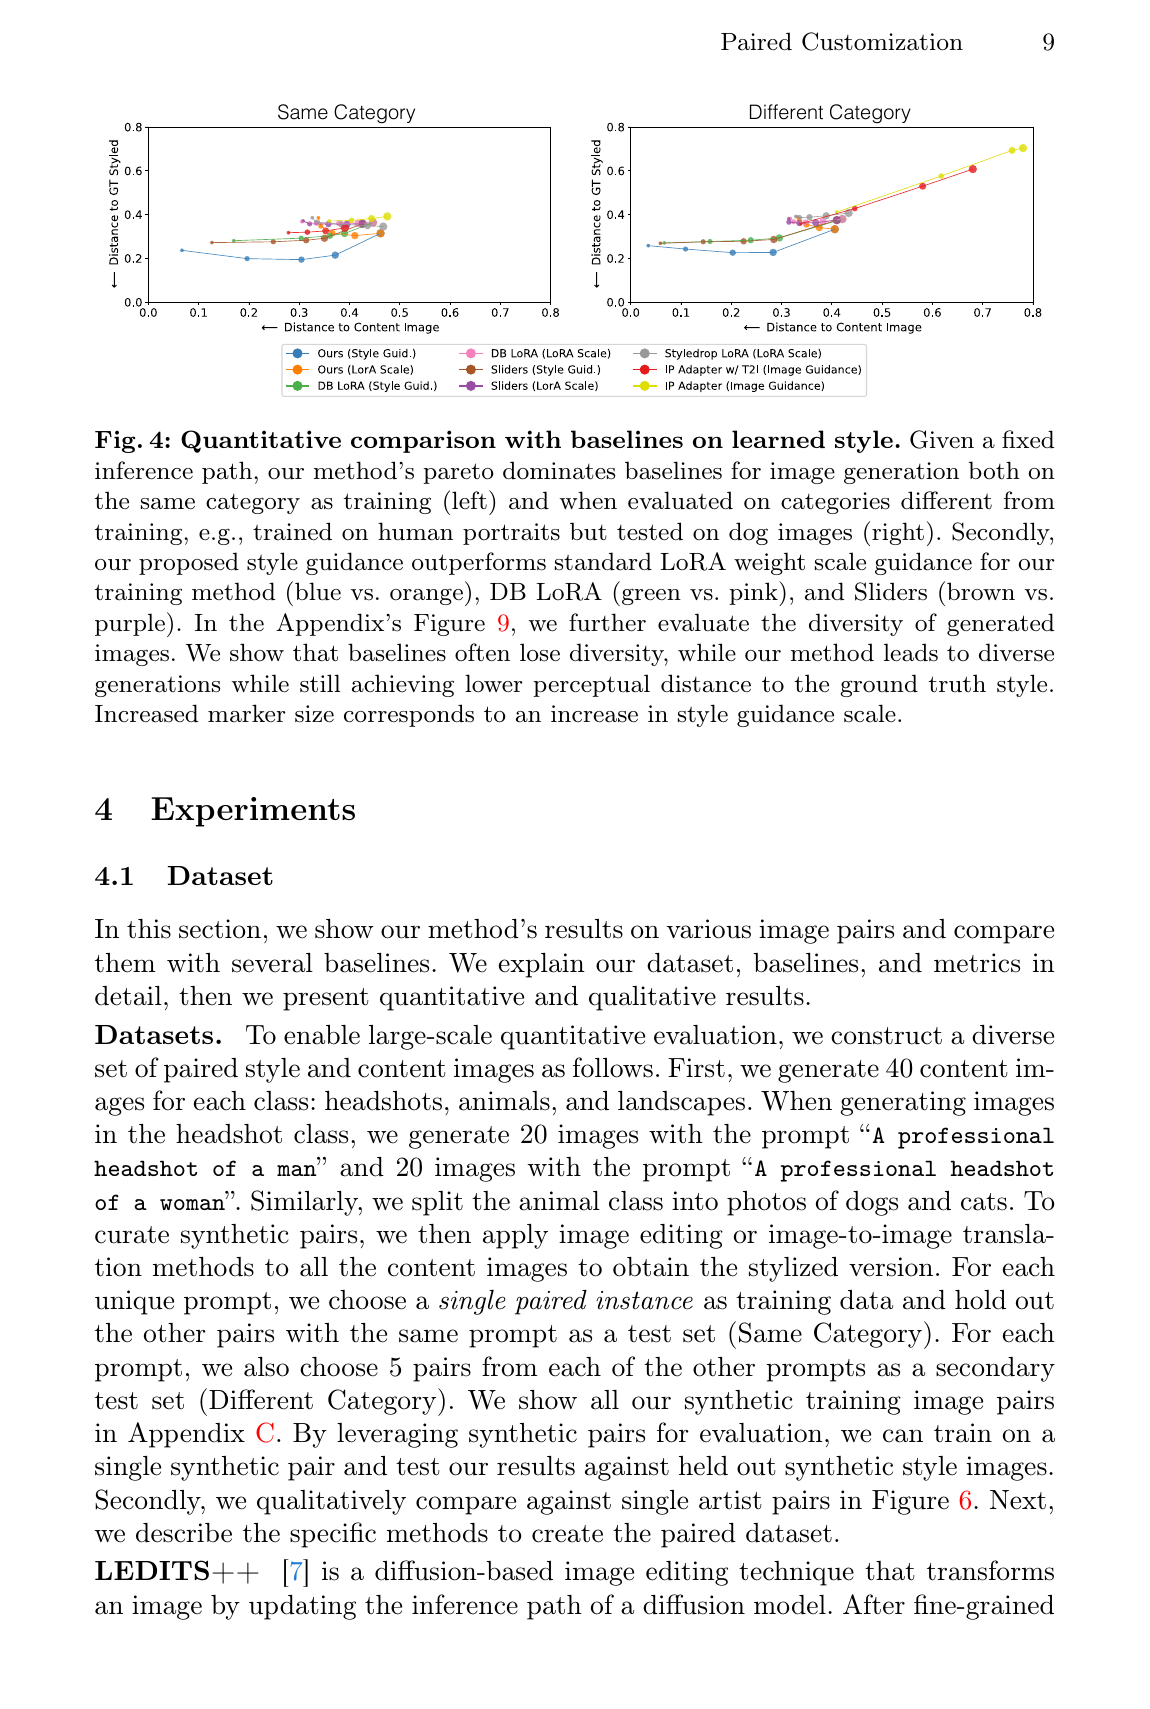 Paired Customization 9
Same Category
Different Category
← Distance to GT Styled
0.8
0.6
0.4
0.2
0.0
0.0 0.1 0.2 0.3 0.4 0.5 0.6 0.7 0.8
← Distance to Content Image
← Distance to GT Styled
0.8
0.6
0.4
0.2
0.0
0.0 0.1 0.2 0.3 0.4 0.5 0.6 0.7 0.8
← Distance to Content Image
Ours (Style Guid.)
Ours (LorA Scale)
DB LoRA (Style Guid.)
DB LoRA (LoRA Scale)
Sliders (Style Guid.)
Sliders (LorA Scale)
Styledrop LoRA (LoRA Scale)
IP Adapter w/ T2I (Image Guidance)
IP Adapter (Image Guidance)
Fig. 4: Quantitative comparison with baselines on learned style. Given a fixed
inference path, our method's pareto dominates baselines for image generation both on
the same category as training (left) and when evaluated on categories different from
training, e.g., trained on human portraits but tested on dog images (right). Secondly,
our proposed style guidance outperforms standard LoRA weight scale guidance for our
training method (blue vs. orange), DB LoRA (green vs. pink), and Sliders (brown vs.
purple). In the Appendix's Figure 9, we further evaluate the diversity of generated
images. We show that baselines often lose diversity, while our method leads to diverse
generations while still achieving lower perceptual distance to the ground truth style.
Increased marker size corresponds to an increase in style guidance scale.
4 Experiments
4.1 Dataset
In this section, we show our method's results on various image pairs and compare
them with several baselines. We explain our dataset, baselines, and metrics in
detail, then we present quantitative and qualitative results.
Datasets. To enable large-scale quantitative evaluation, we construct a diverse
set of paired style and content images as follows. First, we generate 40 content im-
ages for each class: headshots, animals, and landscapes. When generating images
in the headshot class, we generate 20 images with the prompt “A professional
headshot of a man” and 20 images with the prompt “A professional headshot
of a woman”. Similarly, we split the animal class into photos of dogs and cats. To
curate synthetic pairs, we then apply image editing or image-to-image transla-
tion methods to all the content images to obtain the stylized version. For each
unique prompt, we choose a single paired instance as training data and hold out
the other pairs with the same prompt as a test set (Same Category). For each
prompt, we also choose 5 pairs from each of the other prompts as a secondary
test set (Different Category). We show all our synthetic training image pairs
in Appendix C. By leveraging synthetic pairs for evaluation, we can train on a
single synthetic pair and test our results against held out synthetic style images.
Secondly, we qualitatively compare against single artist pairs in Figure 6. Next,
we describe the specific methods to create the paired dataset.
LEDITS++ [7] is a diffusion-based image editing technique that transforms
an image by updating the inference path of a diffusion model. After fine-grained